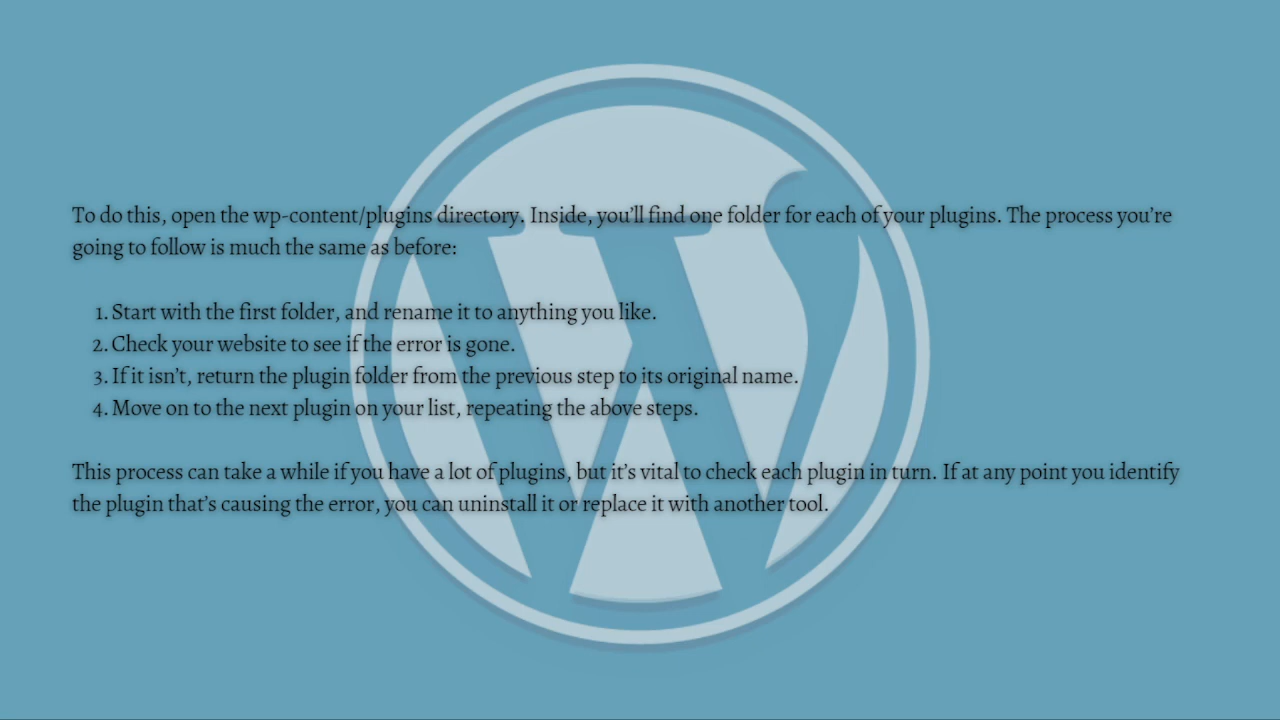 To do this, open the wp-content/plugins directory. Inside, you’ll find one folder for each of your plugins. The process you’re
going to follow is much the same as before:
1. Start with the first folder, and rename it to anything you like.
2. Check your website to see if the error is gone.
3. If it isn’t, return the plugin folder from the previous step to its original name.
4. Move on to the next plugin on your list, repeating the above steps.
This process can take a while if you have a lot of plugins, but it’s vital to check each plugin in turn. If at any point you identify
the plugin that’s causing the error, you can uninstall it or replace it with another tool.